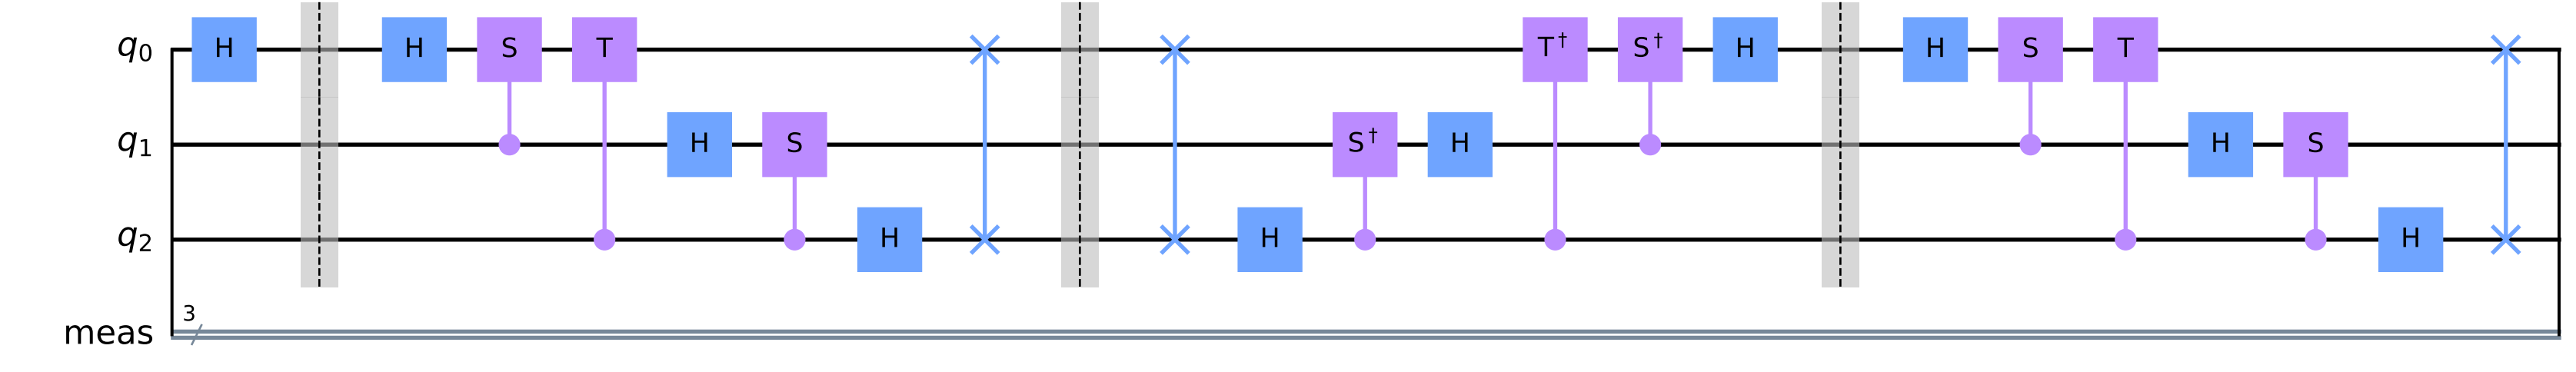 q0 H H S T T† S† H H S T
q1 H S S† H H S
q2 H H H
3
meas